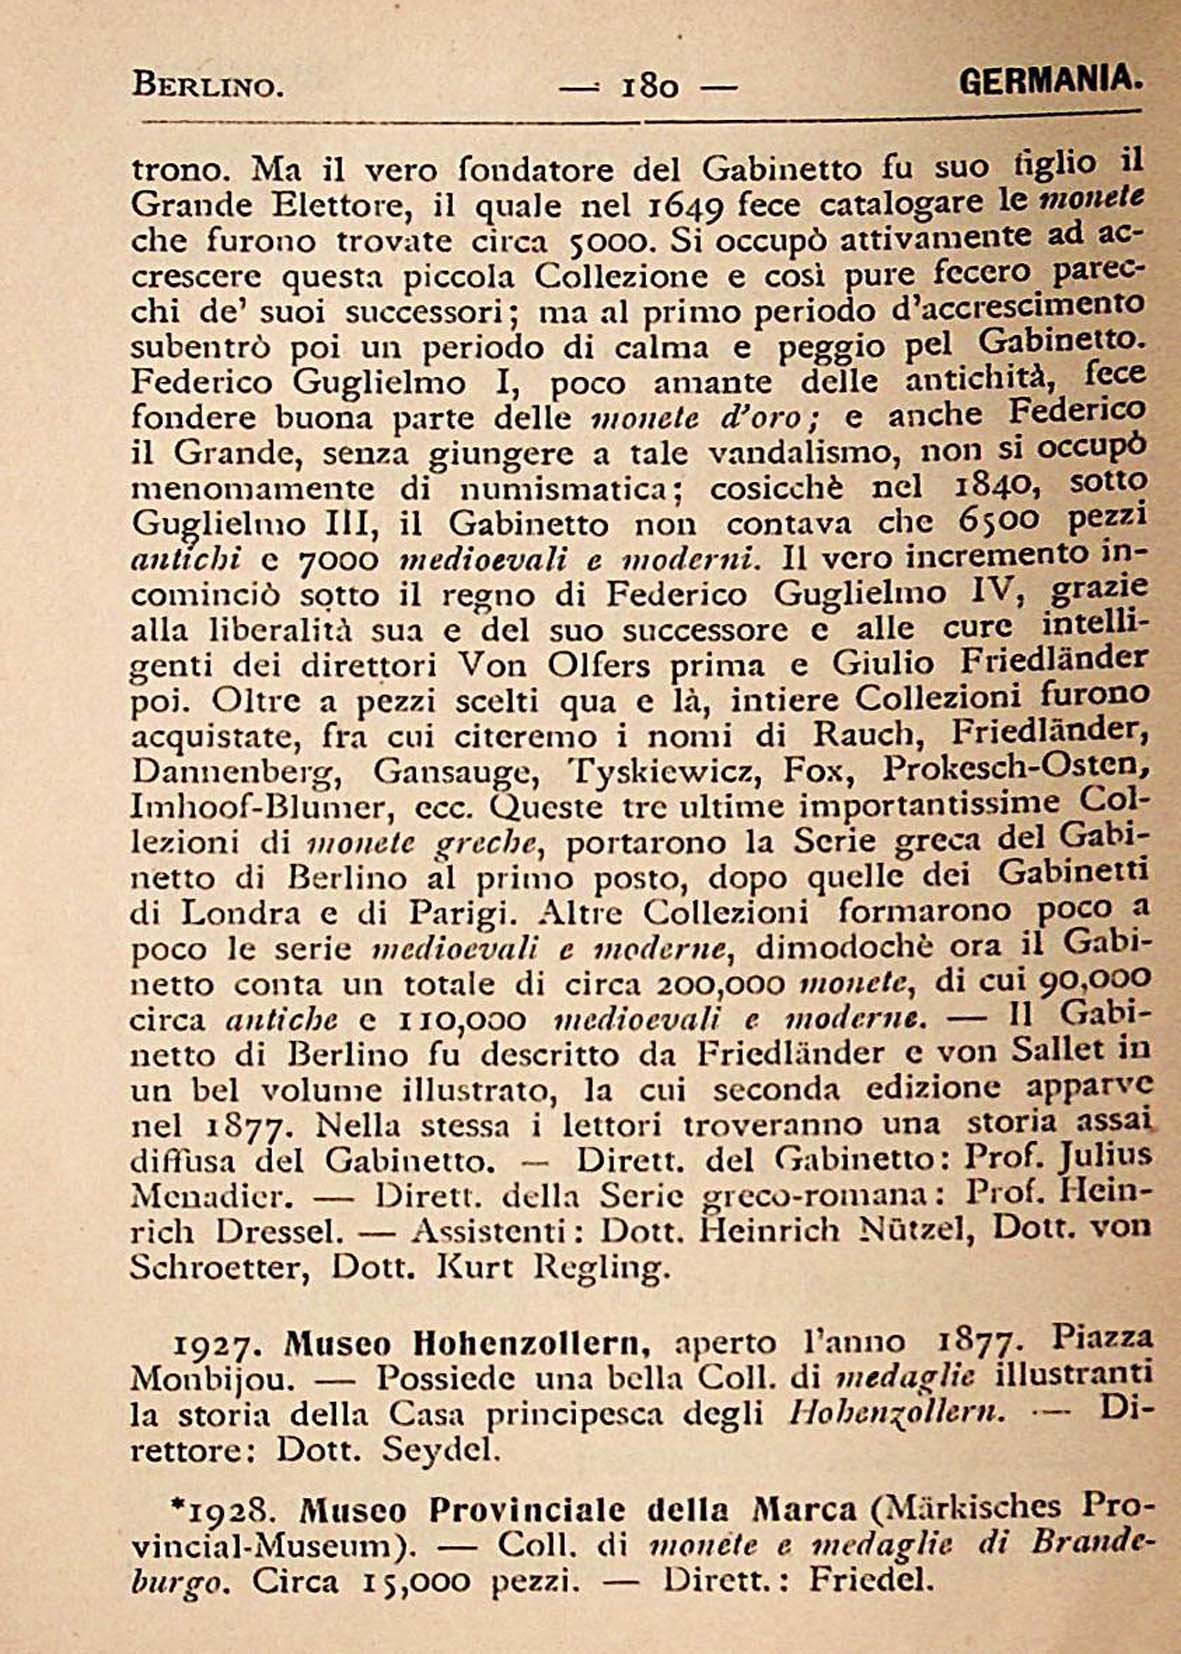 BERLINO. — 180 — GERMANIA.
trono. Ma il vero fondatore del Gabinetto fu suo figlio il
Grande Elettore, il quale nel 1649 fece catalogare le monete
che furono trovate circa 5000. Si occupò attivamente ad ac-
crescere questa piccola Collezione e così pure fecero parec-
chi de' suoi successori; ma al primo periodo d'accrescimento
subentrò poi un periodo di calma e peggio pel Gabinetto.
Federico Guglielmo I, poco amante delle antichità, fece
fondere buona parte delle monete d'oro; e anche Federico
il Grande, senza giungere a tale vandalismo, non si occupò
menomamente di numismatica; cosicchè nel 1840, sotto
Guglielmo III, il Gabinetto non contava che 6500 pezzi
antichi e 7000 medioevali e moderni. Il vero incremento in-
cominciò sotto il regno di Federico Guglielmo IV, grazie
alla liberalità sua e del suo successore e alle cure intelli-
genti dei direttori Von Olfers prima e Giulio Friedländer
poi. Oltre a pezzi scelti qua e là, intiere Collezioni furono
acquistate, fra cui citeremo i nomi di Rauch, Friedländer,
Dannenberg, Gansauge, Tyskiewicz, Fox, Prokesch-Osten,
Imhoof-Blumer, ecc. Queste tre ultime importantissime Col-
lezioni di monete greche, portarono la Serie greca del Gabi-
netto di Berlino al primo posto, dopo quelle dei Gabinetti
di Londra e di Parigi. Altre Collezioni formarono poco a
poco le serie medioevali e moderne, dimodochè ora il Gabi-
netto conta un totale di circa 200,000 monete, di cui 90,000
circa antiche e 110,000 medioevali e moderne. — Il Gabi-
netto di Berlino fu descritto da Friedländer e von Sallet in
un bel volume illustrato, la cui seconda edizione apparve
nel 1877. Nella stessa i lettori troveranno una storia assai
diffusa del Gabinetto. — Dirett. del Gabinetto: Prof. Julius
Menadier. — Dirett. della Serie greco-romana: Prof. Hein-
rich Dressel. — Assistenti: Dott. Heinrich Nützel, Dott. von
Schroetter, Dott. Kurt Regling.
1927. Museo Hohenzollern, aperto l'anno 1877. Piazza
Monbijou. — Possiede una bella Coll. di medaglie illustranti
la storia della Casa principesca degli Hohenzollern. — Di-
rettore: Dott. Seydel.
*1928. Museo Provinciale della Marca (Märkisches Pro-
vincial-Museum). — Coll. di monete e medaglie di Brande-
burgo. Circa 15,000 pezzi. — Dirett.: Friedel.